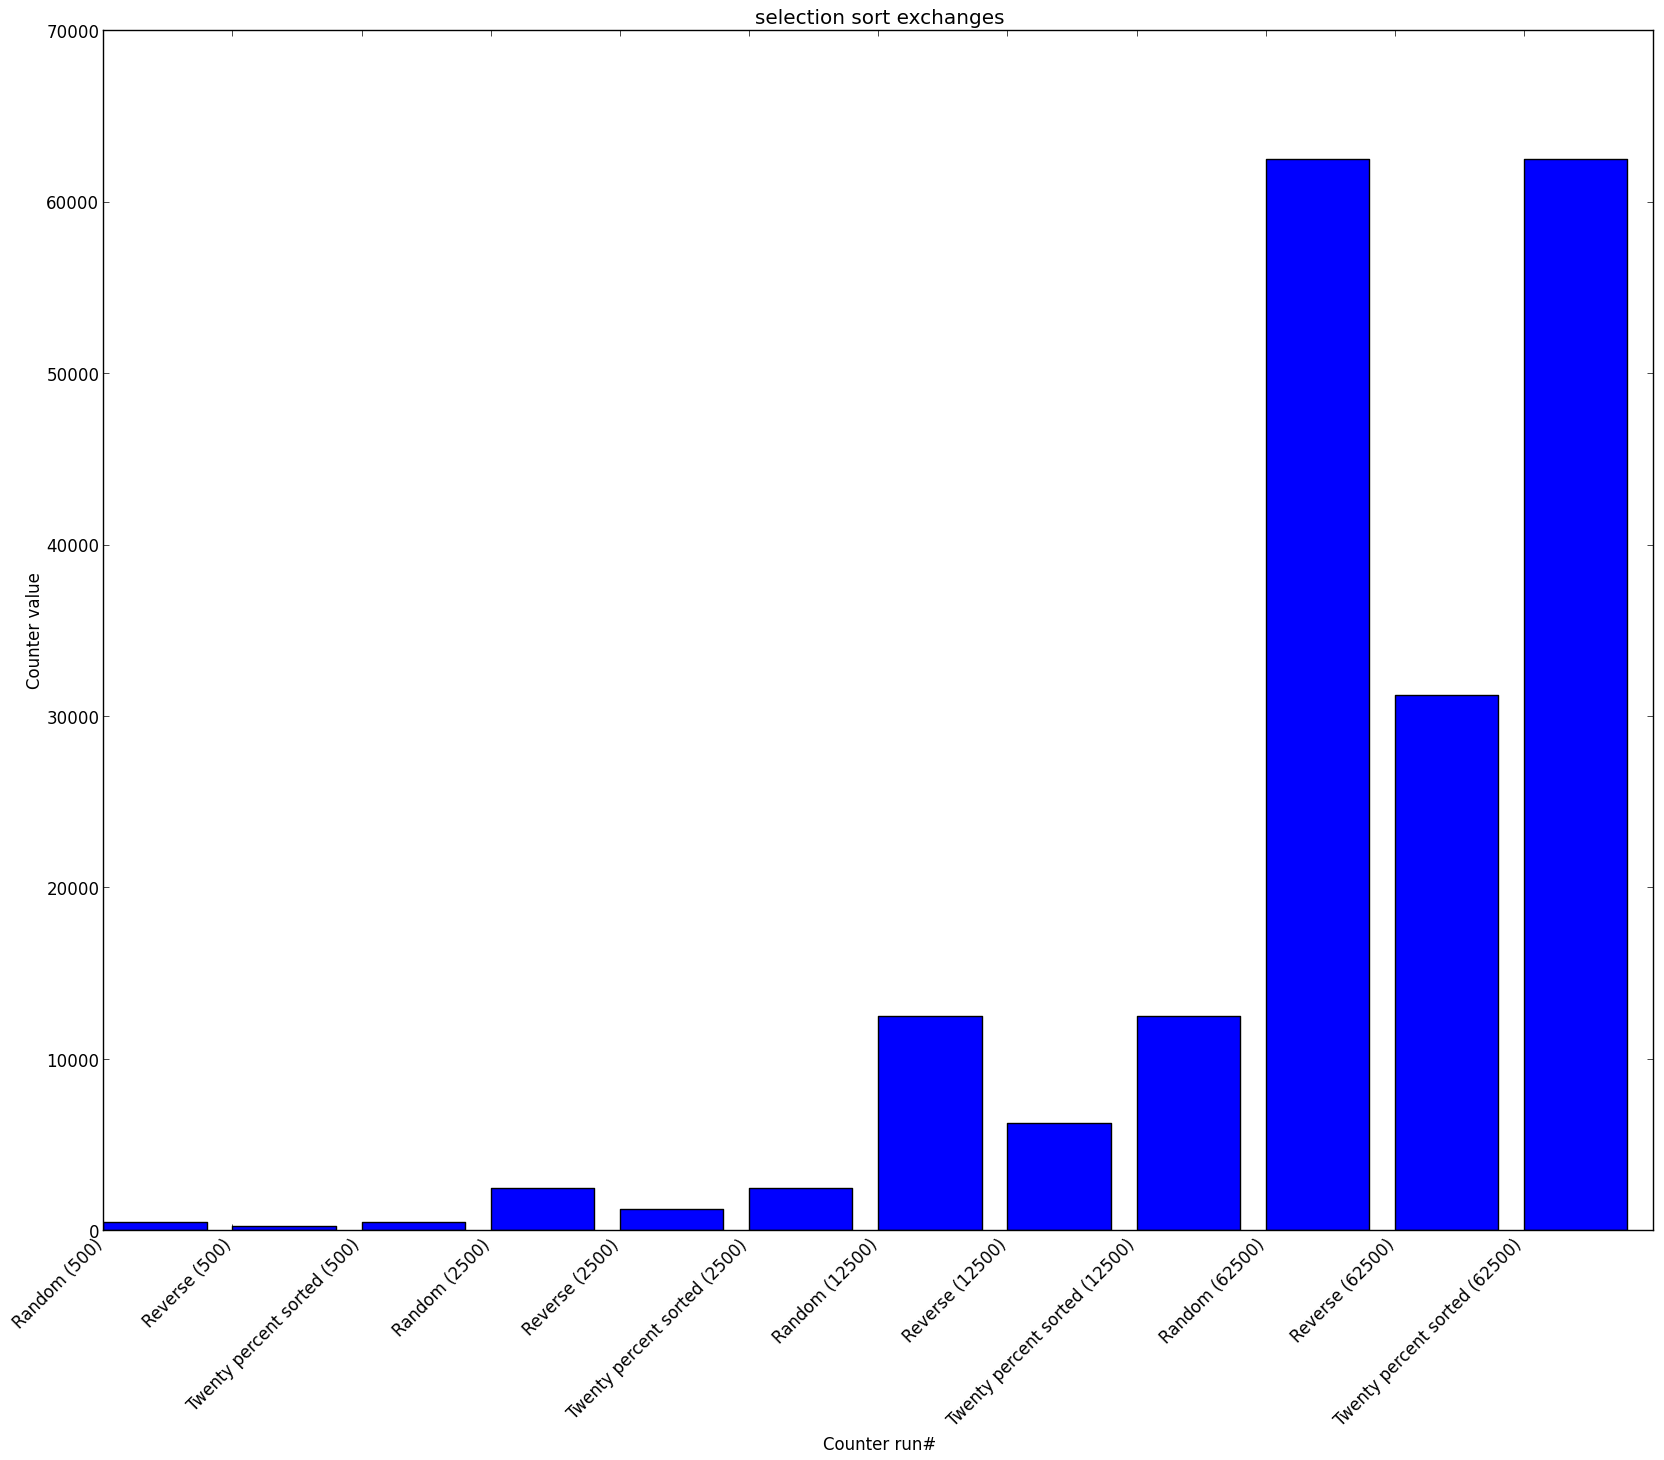 selection sort exchanges
70000
60000
50000
40000
30000
20000
10000
0
Counter value
Random (500)
Reverse (500)
Twenty percent sorted (500)
Random (2500)
Reverse (2500)
Twenty percent sorted (2500)
Random (12500)
Reverse (12500)
Twenty percent sorted (12500)
Random (62500)
Reverse (62500)
Twenty percent sorted (62500)
Counter run#